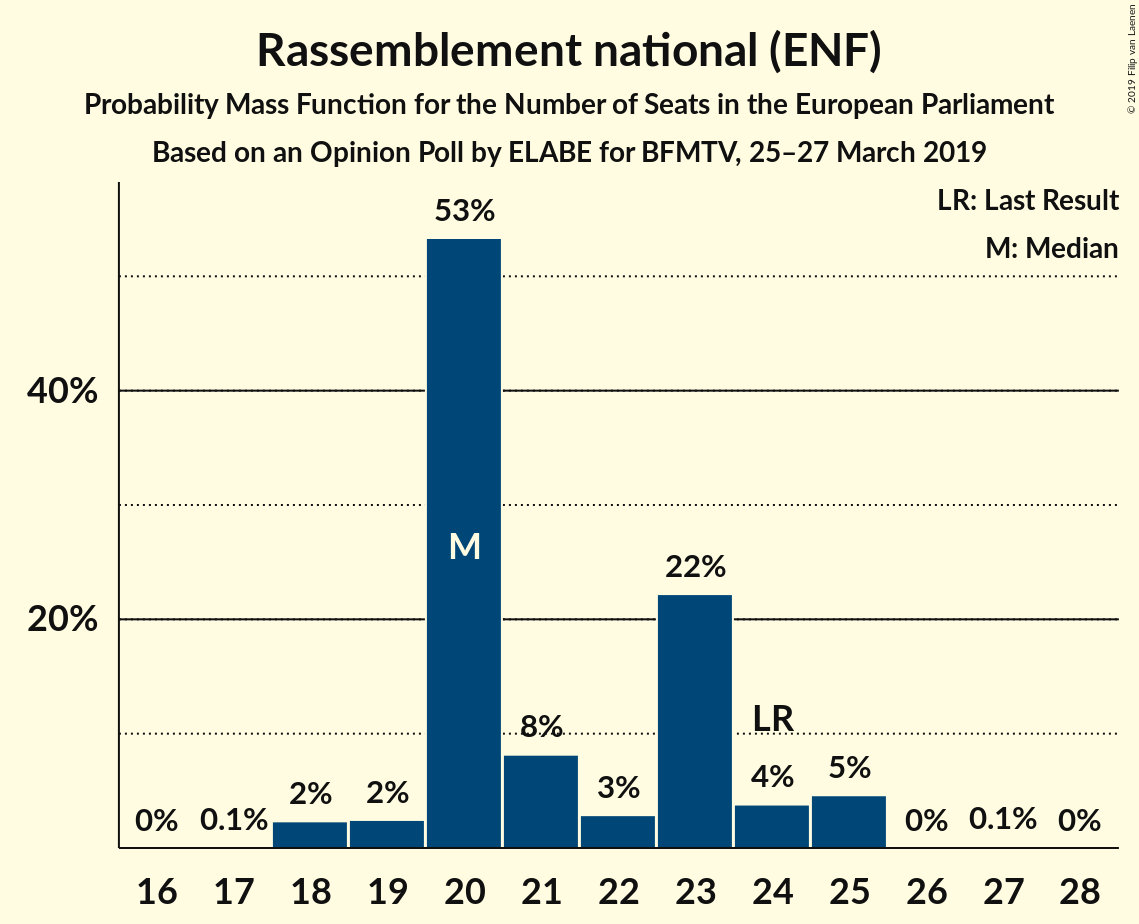 Rassemblement national (ENF)
Probability Mass Function for the Number of Seats in the European Parliament
Based on an Opinion Poll by ELABE for BFMTV, 25–27 March 2019
© 2019 Filip van Laenen
LR: Last Result
M: Median
53%
40%
M
22%
20%
LR
8%
4%
5%
3%
2%
2%
0%
0.1%
0%
0.1%
0%
16 17 18 19 20 21 22 23 24 25 26 27 28